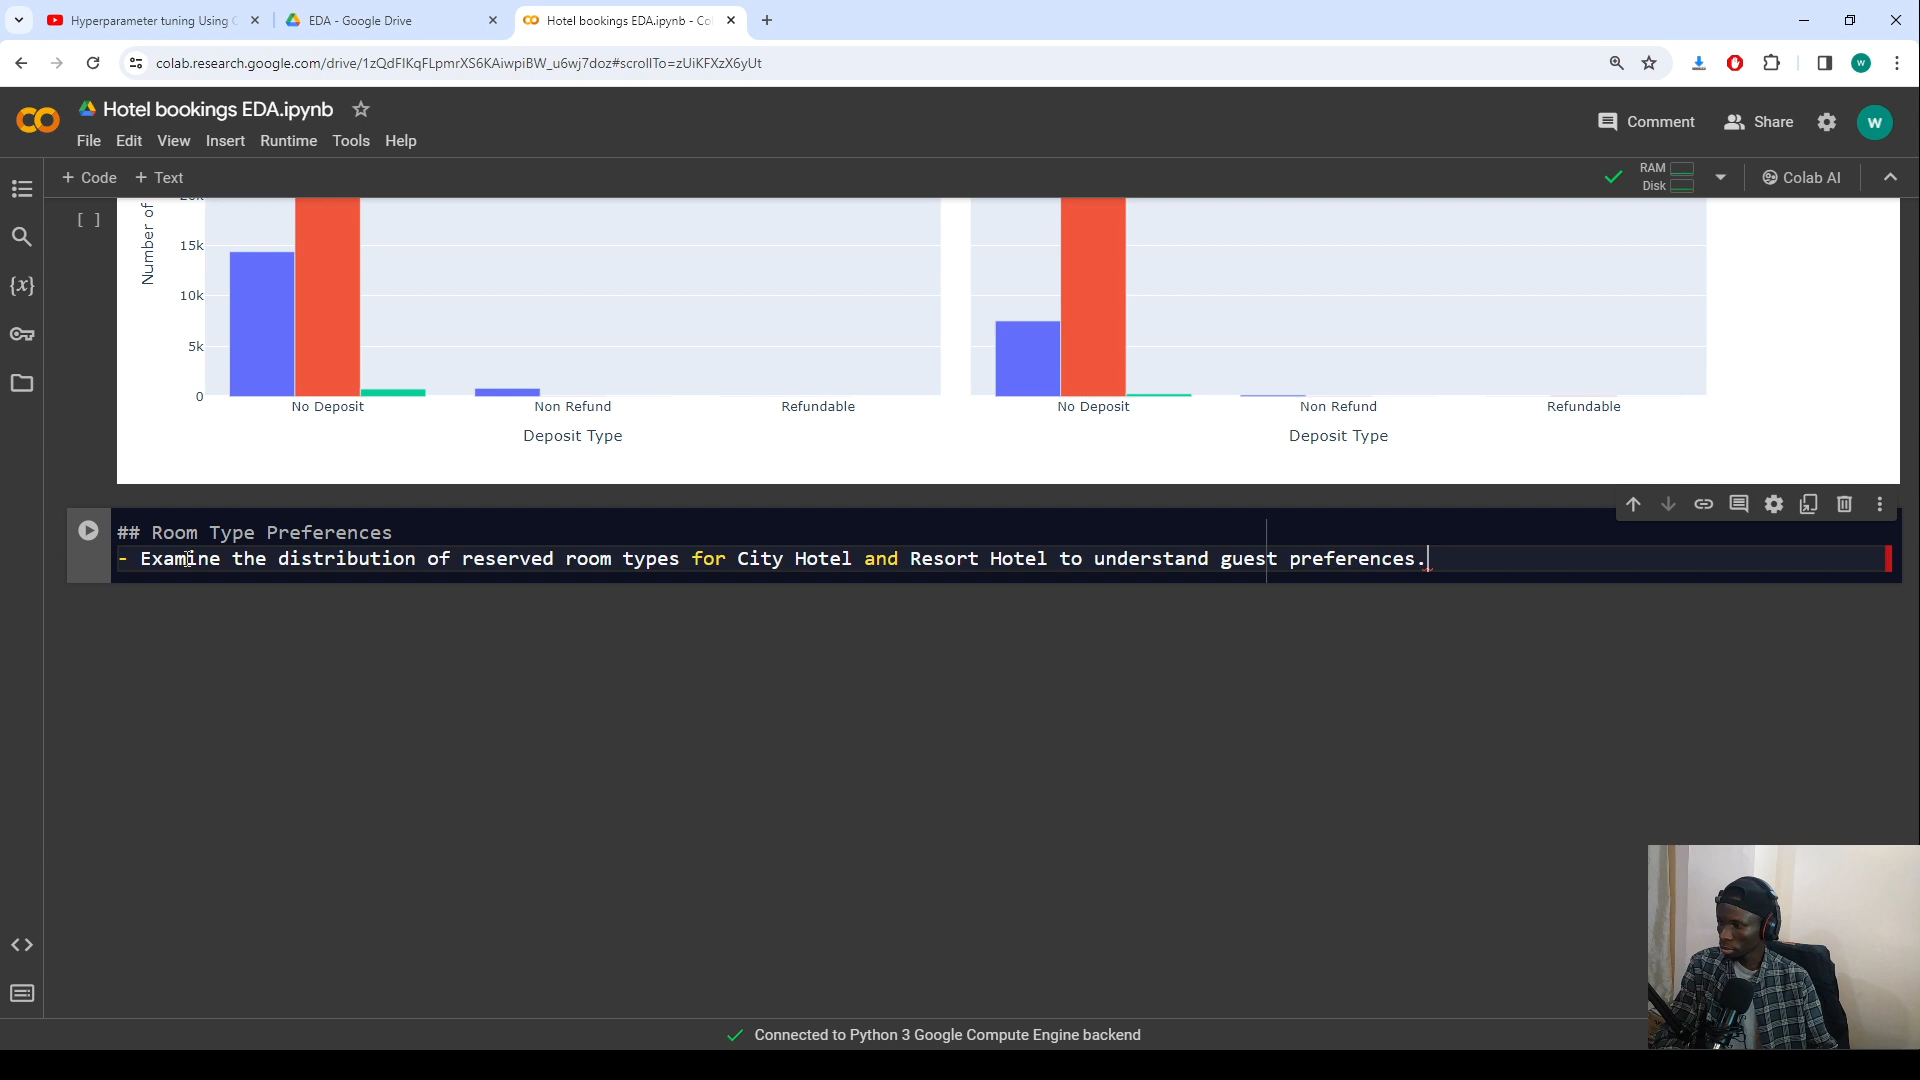 Hyperparameter tuning Using
EDA - Google Drive
Hotel bookings EDA.ipynb - Co
colab.research.google.com/drive/1zQdFIKqFLpmrXS6KAiwpiBW_u6wj7doz#scrollTo=zUiKFXzX6yUt
W
CO
Hotel bookings EDA.ipynb
Comment
Share
W
File Edit View Insert Runtime Tools Help
+ Code + Text
RAM
Disk
Colab AI
{x}
[ ]
Number of
15k
10k
5k
0
No Deposit
Non Refund
Refundable
No Deposit
Non Refund
Refundable
Deposit Type
Deposit Type
## Room Type Preferences
- Examine the distribution of reserved room types for City Hotel and Resort Hotel to understand guest preferences.
Connected to Python 3 Google Compute Engine backend